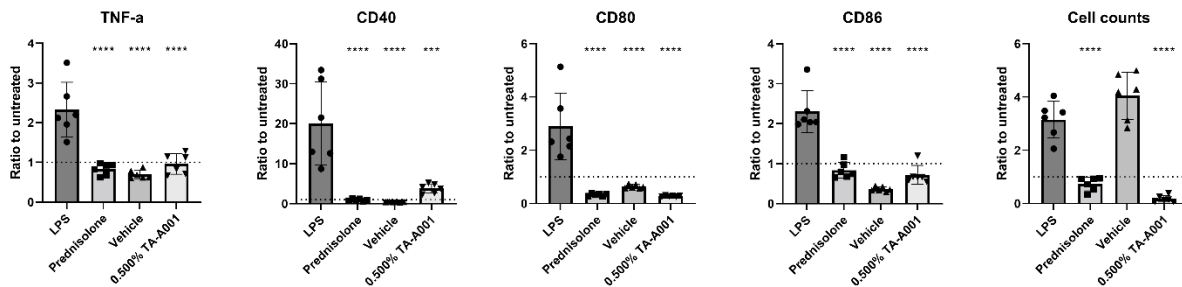 TNF-a
CD40
CD80
CD86
Cell counts
Ratio to untreated
4
3
2
1
0
**** **** ****
LPS
Prednisolone
Vehicle
0.500% TA-A001
Ratio to untreated
40
30
20
10
0
**** **** ***
LPS
Prednisolone
Vehicle
0.500% TA-A001
Ratio to untreated
6
4
2
0
**** **** ****
LPS
Prednisolone
Vehicle
0.500% TA-A001
Ratio to untreated
4
3
2
1
0
**** **** ****
LPS
Prednisolone
Vehicle
0.500% TA-A001
Ratio to untreated
6
4
2
0
**** ****
LPS
Prednisolone
Vehicle
0.500% TA-A001